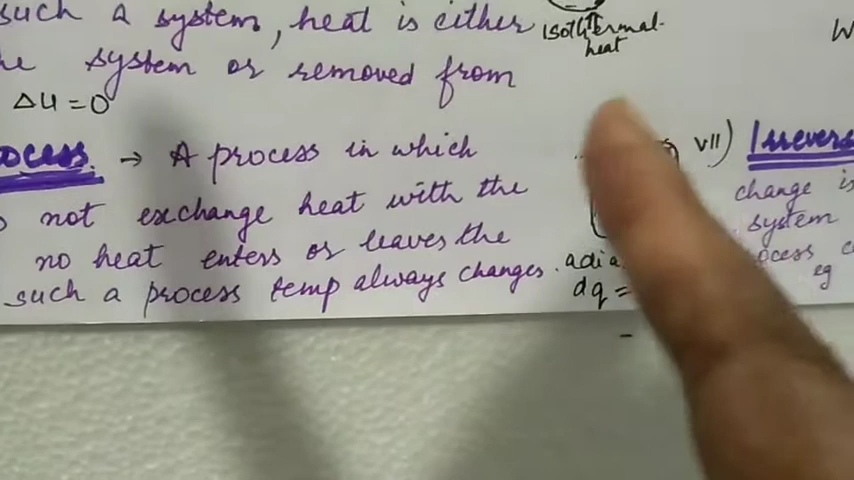 such a system, heat is either
the system or removed from
ΔU = 0
Isothermal
heat
ocess → A process in which
not exchange heat with the
no heat enters or leaves the
such a process temp always changes.
adia
dq =
vii) Irrevers
change is
system
ocess c
eg